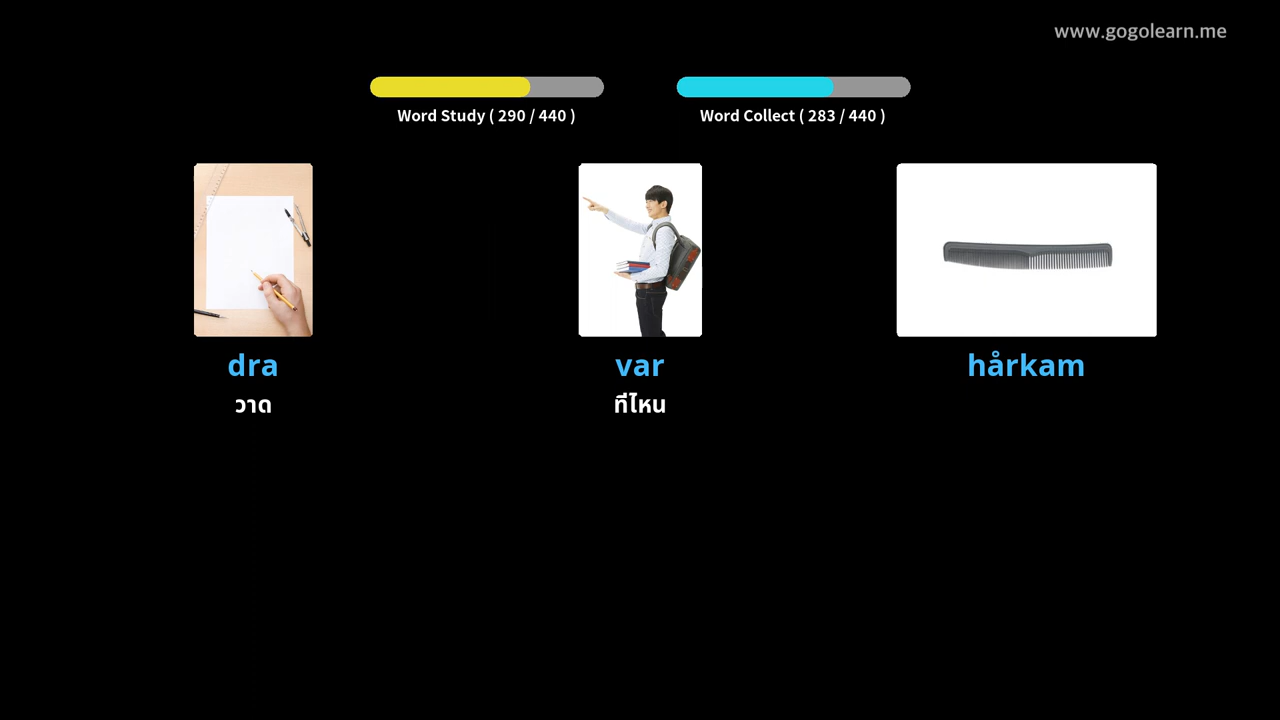 www.gogolearn.me
Word Study ( 290 / 440 )
Word Collect ( 283 / 440 )
dra
var
hårkam
วาด
ที่ไหน